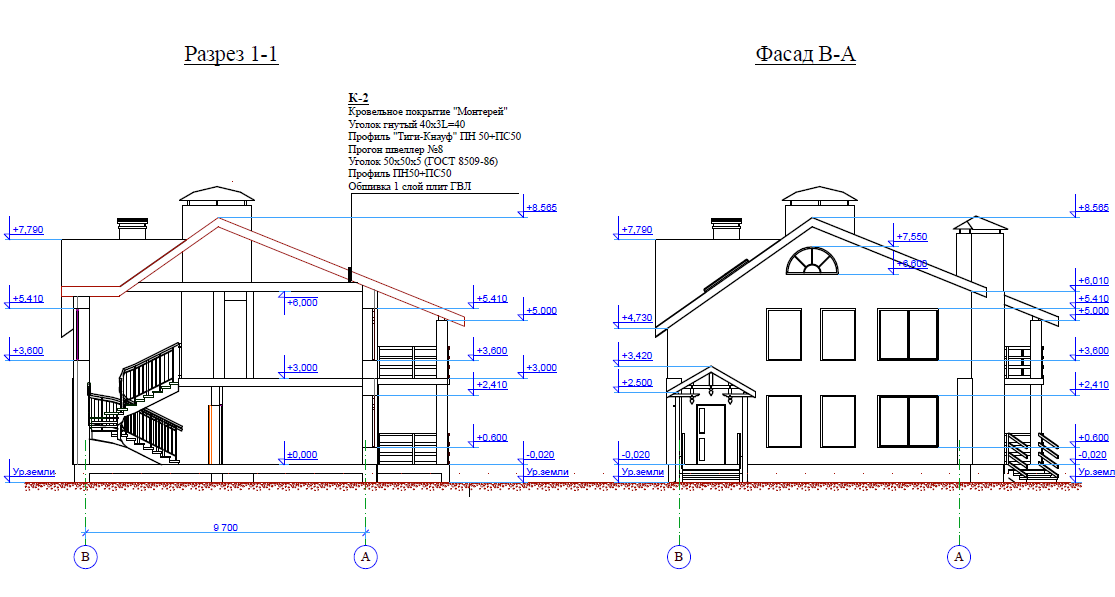 Разрез 1-1
Фасад В-А
К-2
Кровельное покрытие "Монтерей"
Уголок гнутый 40х3L=40
Профиль "Тиги-Кнауф" ПН 50+ПС50
Прогон швеллер №8
Уголок 50х50х5 (ГОСТ 8509-86)
Профиль ПН50+ПС50
Обшивка 1 слой плит ГВЛ
+7,790
+5,410
+3,600
Ур.земли
+6,000
+3,000
±0,000
+8.565
+5,410
+5.000
+3,600
+3,000
+2,410
+0.600
-0,020
Ур.земли
9 700
В
А
+7,790
+4,730
+3,420
+2,500
-0,020
Ур.земли
+7,550
+6,600
+8.565
+6,010
+5,410
+5,000
+3,600
+2,410
+0.600
-0,020
Ур.земл
В
А